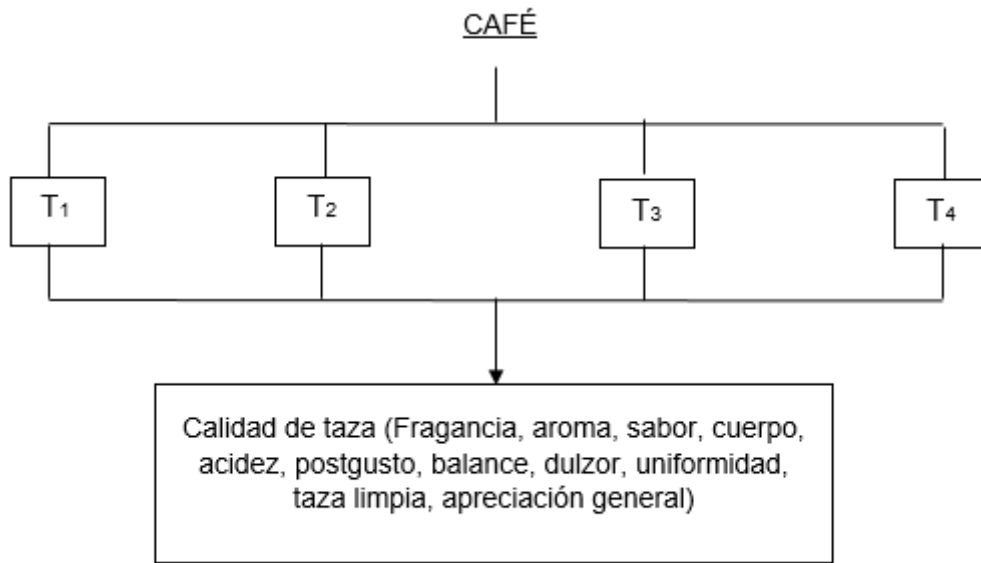 CAFÉ
T1
T2
T3
T4
Calidad de taza (Fragancia, aroma, sabor, cuerpo,
acidez, postgusto, balance, dulzor, uniformidad,
taza limpia, apreciación general)